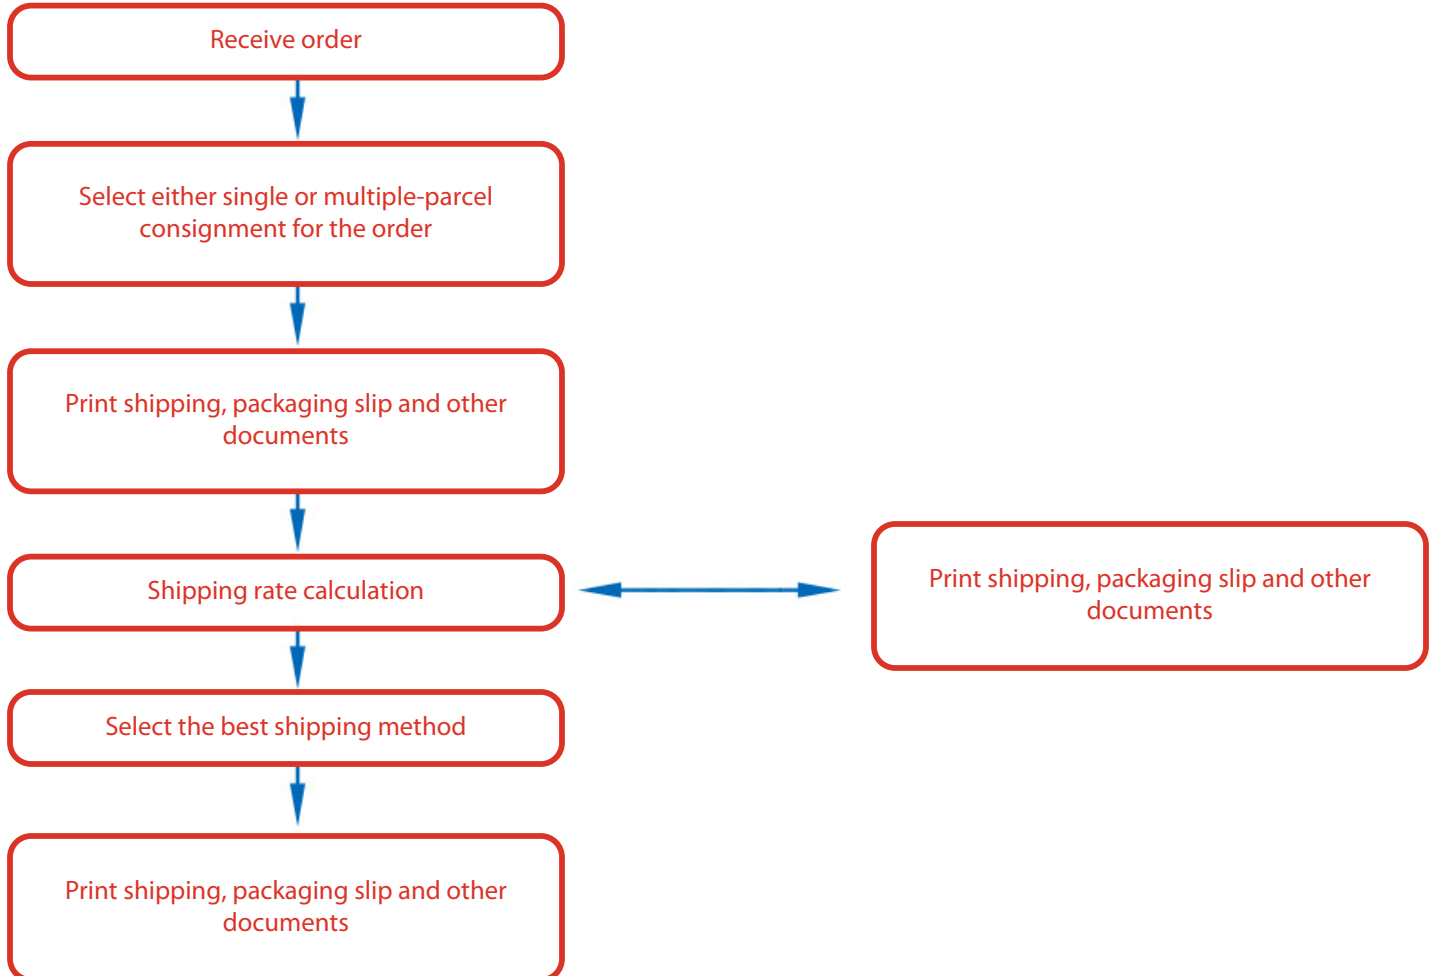 Receive order
Select either single or multiple-parcel
consignment for the order
Print shipping, packaging slip and other
documents
Shipping rate calculation
Print shipping, packaging slip and other
documents
Select the best shipping method
Print shipping, packaging slip and other
documents